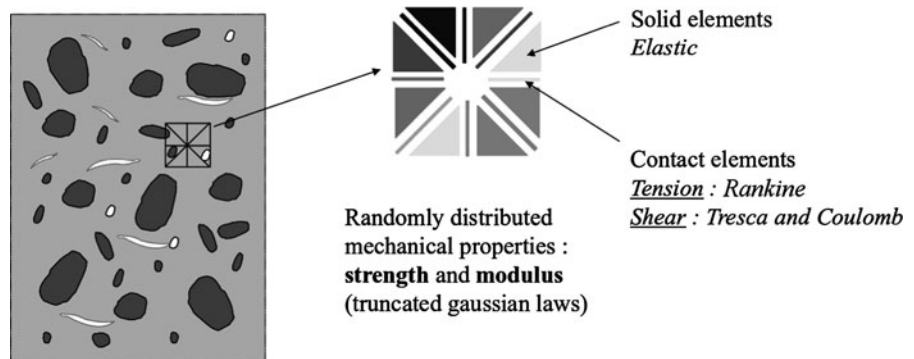 Solid elements
Elastic
Contact elements
Tension : Rankine
Shear : Tresca and Coulomb
Randomly distributed
mechanical properties :
strength and modulus
(truncated gaussian laws)